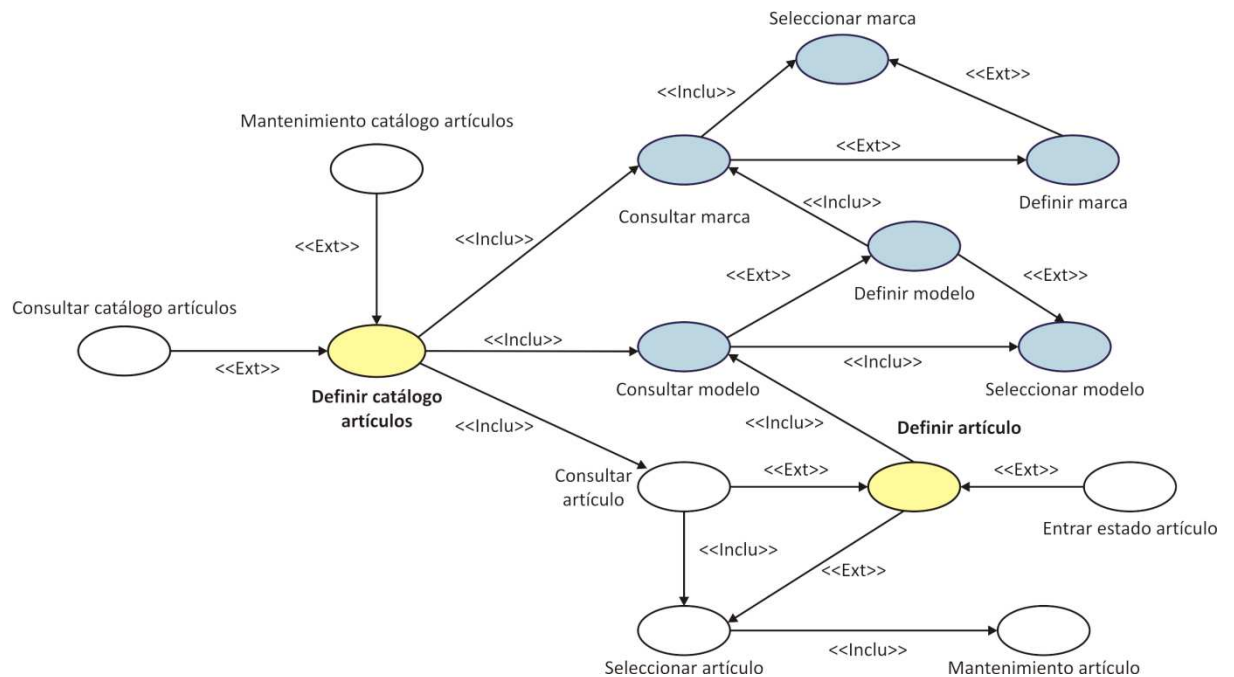 Seleccionar marca
<<Ext>>
<<Inclu>>
Mantenimiento catálogo artículos
<<Ext>>
Definir marca
Consultar marca
<<Inclu>>
<<Inclu>>
<<Ext>>
<<Ext>>
<<Ext>>
Definir modelo
Consultar catálogo artículos
<<Ext>>
<<Inclu>>
<<Inclu>>
Definir catálogo
artículos
Consultar modelo
Seleccionar modelo
<<Inclu>>
<<Inclu>>
Definir artículo
Consultar
artículo
<<Ext>>
<<Ext>>
Entrar estado artículo
<<Inclu>>
<<Ext>>
Seleccionar artículo
<<Inclu>>
Mantenimiento artículo